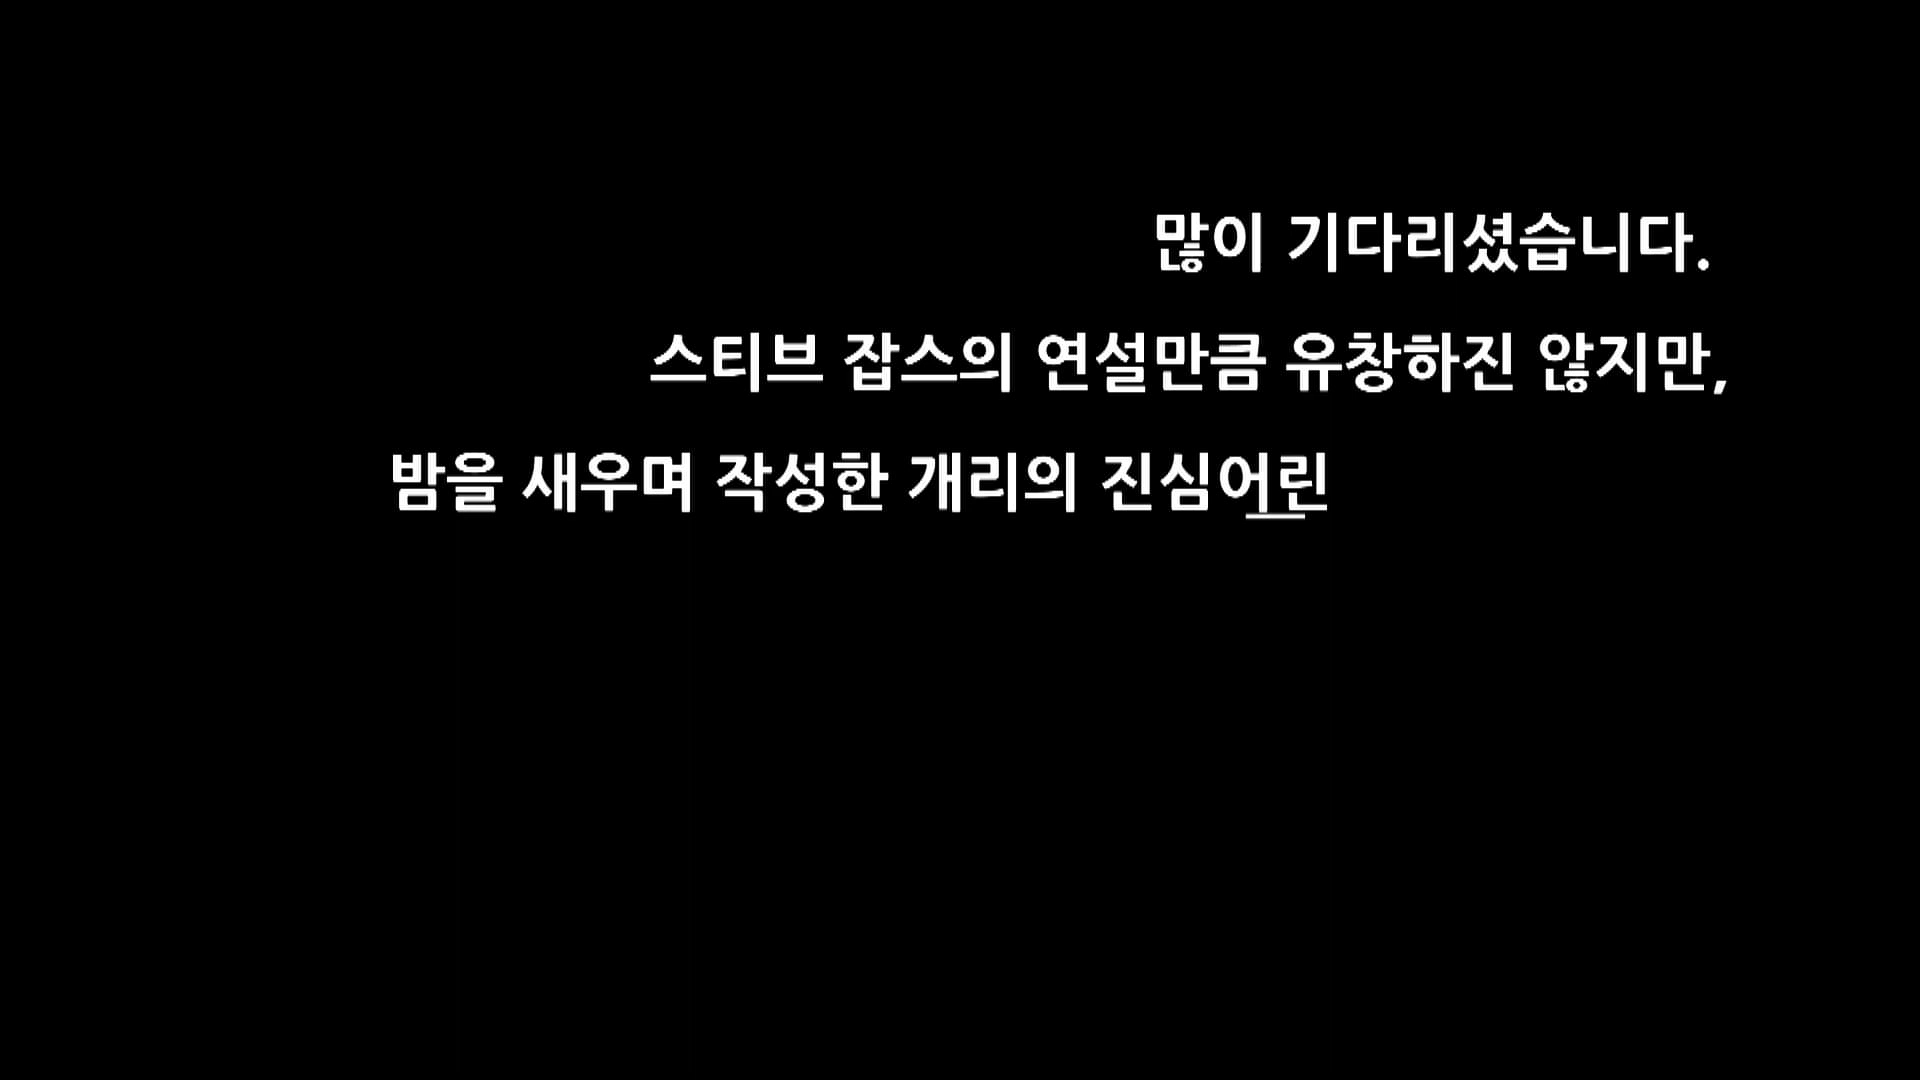 많이 기다리셨습니다.
스티브 잡스의 연설만큼 유창하진 않지만,
밤을 새우며 작성한 개리의 진심어린